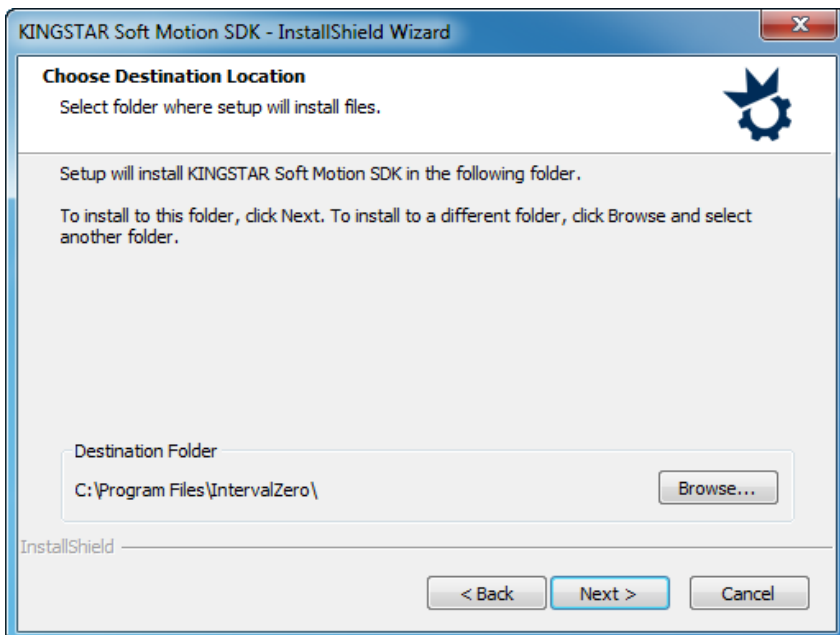 KINGSTAR Soft Motion SDK - InstallShield Wizard
Choose Destination Location
Select folder where setup will install files.
Setup will install KINGSTAR Soft Motion SDK in the following folder.
To install to this folder, click Next. To install to a different folder, click Browse and select
another folder.
Destination Folder
C:\Program Files\IntervalZero\
Browse...
InstallShield
< Back
Next >
Cancel